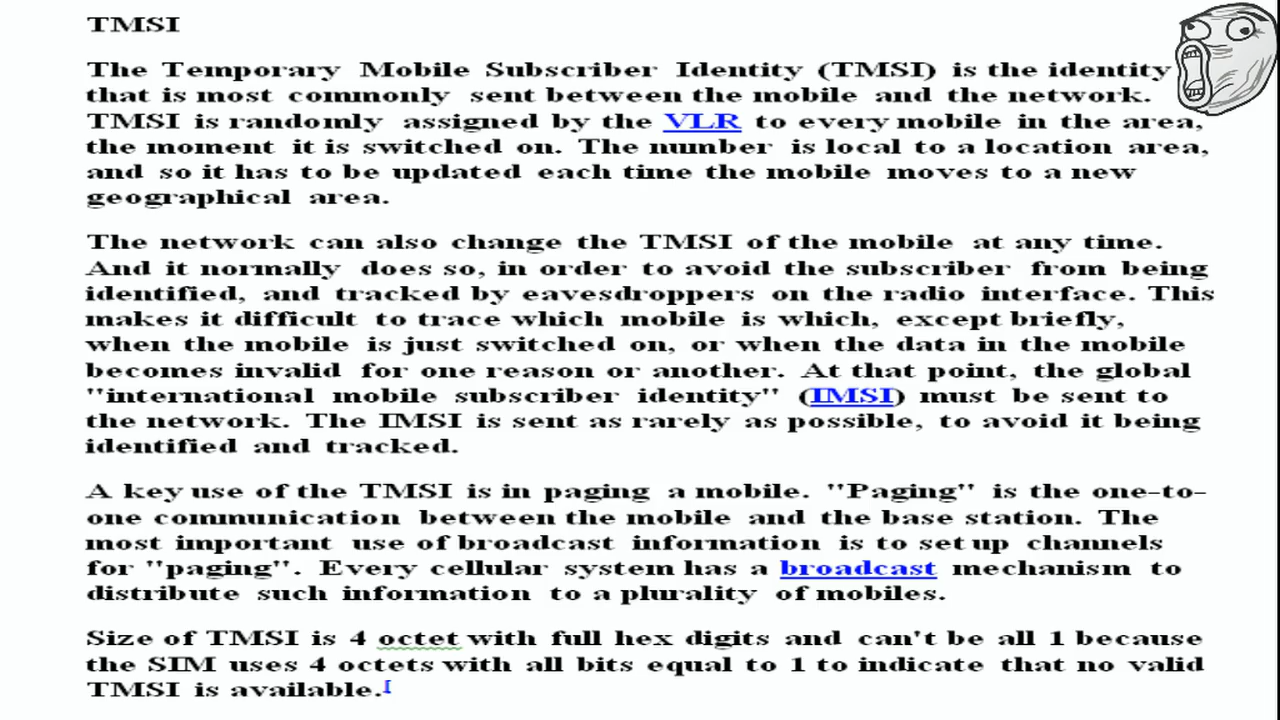 TMSI
The Temporary Mobile Subscriber Identity (TMSI) is the identity
that is most commonly sent between the mobile and the network.
TMSI is randomly assigned by the VLR to every mobile in the area,
the moment it is switched on. The number is local to a location area,
and so it has to be updated each time the mobile moves to a new
geographical area.
The network can also change the TMSI of the mobile at any time.
And it normally does so, in order to avoid the subscriber from being
identified, and tracked by eavesdroppers on the radio interface. This
makes it difficult to trace which mobile is which, except briefly,
when the mobile is just switched on, or when the data in the mobile
becomes invalid for one reason or another. At that point, the global
"international mobile subscriber identity" (IMSI) must be sent to
the network. The IMSI is sent as rarely as possible, to avoid it being
identified and tracked.
A key use of the TMSI is in paging a mobile. "Paging" is the one-to-
one communication between the mobile and the base station. The
most important use of broadcast information is to set up channels
for "paging". Every cellular system has a broadcast mechanism to
distribute such information to a plurality of mobiles.
Size of TMSI is 4 octet with full hex digits and can't be all 1 because
the SIM uses 4 octets with all bits equal to 1 to indicate that no valid
TMSI is available.[